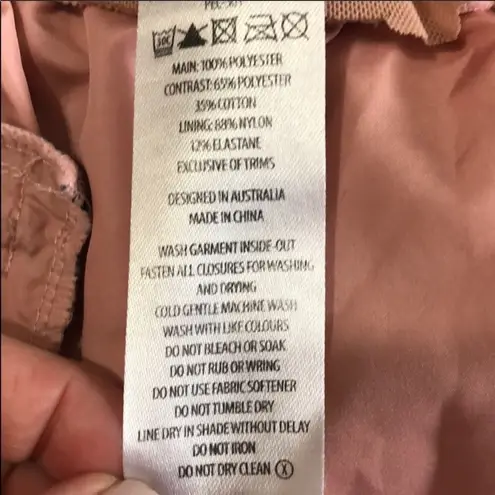 30C
MAIN: 100% POLYESTER
CONTRAST: 65% POLYESTER
35% COTTON
LINING: 88% NYLON
12% ELASTANE
EXCLUSIVE OF TRIMS
DESIGNED IN AUSTRALIA
MADE IN CHINA
WASH GARMENT INSIDE-OUT
FASTEN ALL CLOSURES FOR WASHING
AND DRYING
COLD GENTLE MACHINE WASH
WASH WITH LIKE COLOURS
DO NOT BLEACH OR SOAK
DO NOT RUB OR WRING
DO NOT USE FABRIC SOFTENER
DO NOT TUMBLE DRY
LINE DRY IN SHADE WITHOUT DELAY
DO NOT IRON
DO NOT DRY CLEAN X